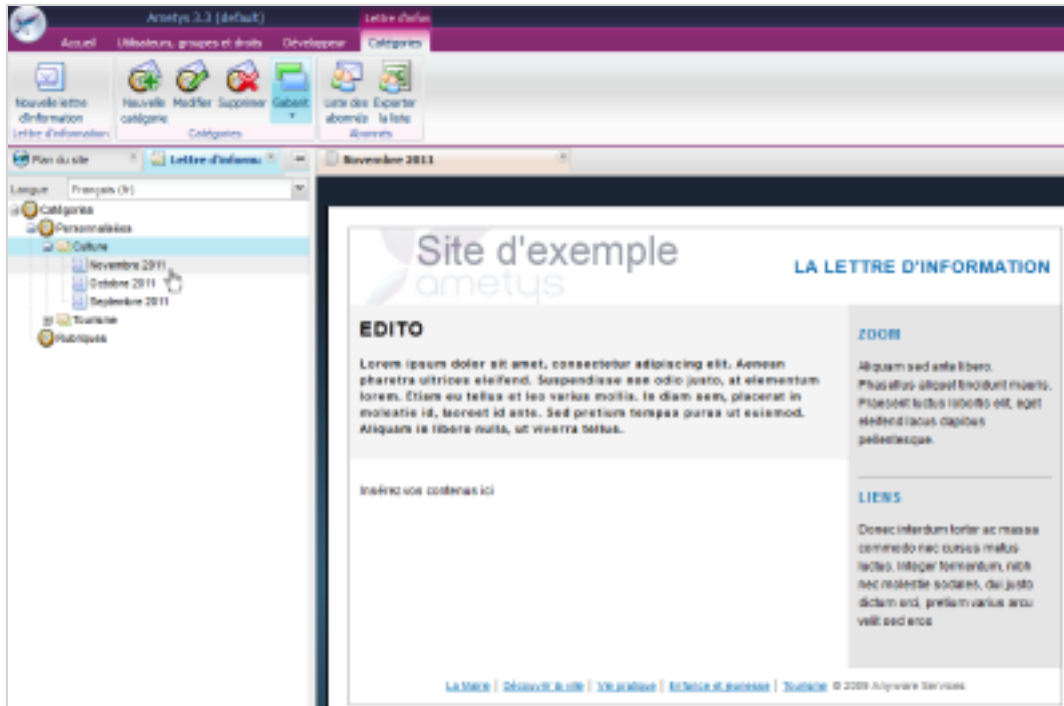 Ametys 3.3 (default)
Lettre d'infor
Accueil Utilisateurs, groupes et droits Développeur Catégories
Nouvelle lettre d'information
Nouvelle catégorie
Modifier
Supprimer
Gabarit
Liste des abonnés
Exporter la liste
Lettre d'information
Catégories
Abonnés
Plan du site
Lettre d'informa
Novembre 2011
Langue Français (fr)
Catégories
Personnalisées
Culture
Novembre 2011
Octobre 2011
Septembre 2011
Tourisme
Rubriques
Site d'exemple
ametys
LA LETTRE D'INFORMATION
EDITO
Lorem ipsum dolor sit amet, consectetur adipiscing elit. Aenean
pharetra ultrices eleifend. Suspendisse non odio justo, at elementum
lorem. Etiam eu tellus et leo varius mollis. In diam sem, placerat in
molestie id, laoreet id ante. Sed pretium tempus purus ut euismod.
Aliquam in libero nulla, ut viverra tellus.
Insérez vos contenus ici
ZOOM
Aliquam sed ante libero.
Phasellus aliquet tincidunt mauris.
Praesent luctus lobortis elit, eget
eleifend lacus dapibus
pellentesque.
LIENS
Donec interdum tortor ac massa
commodo nec cursus metus
luctus. Integer fermentum, nibh
nec molestie sodales, dui justo
dictum orci, pretium varius arcu
velit sed eros
La Mairie | Découvrir la ville | Vie pratique | Enfance et jeunesse | Tourisme © 2009 Anyware Services